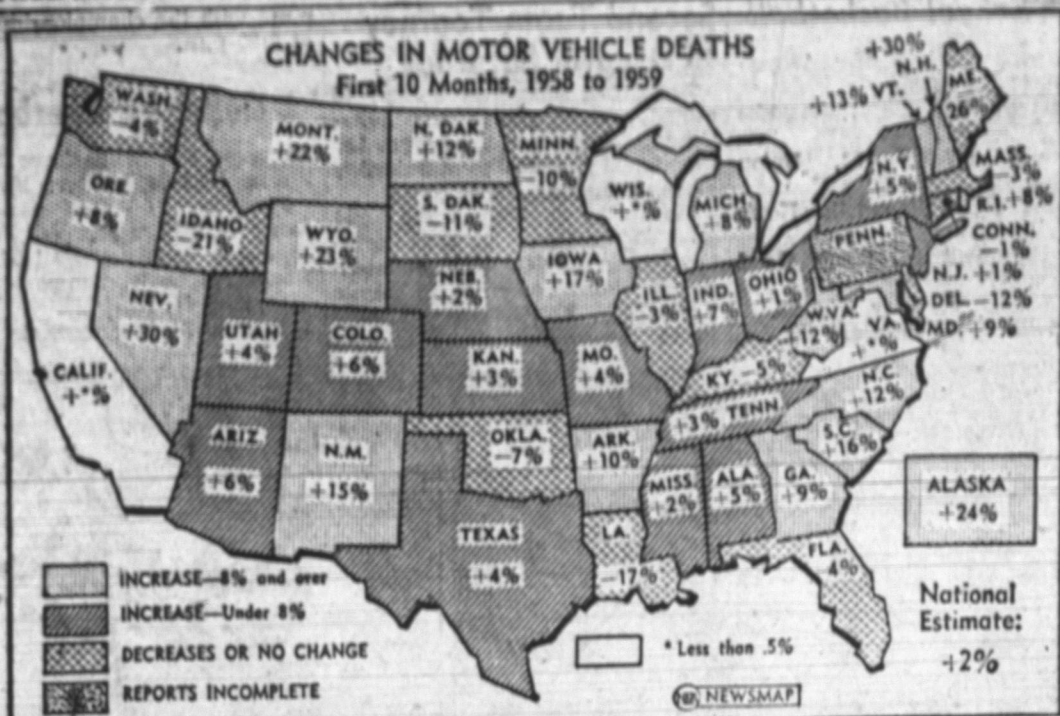 CHANGES IN MOTOR VEHICLE DEATHS
First 10 Months, 1958 to 1959
WASH.
-4%
MONT.
+22%
N. DAK.
+12%
MINN.
-10%
+30%
N.H.
+13% VT.
ME.
26%
ORE.
+8%
IDAHO
-21%
WYO.
+23%
S. DAK.
-11%
WIS.
+*%
MICH.
+8%
N.Y.
+5%
MASS.
-3%
R.I. +8%
CONN.
-1%
PENN.
N.J. +1%
DEL. -12%
MD. +9%
NEV.
+30%
UTAH
+4%
COLO.
+6%
NEB.
+2%
IOWA
+17%
ILL.
-3%
IND.
+7%
OHIO
+1%
W.VA.
+12%
VA.
+*%
CALIF.
+*%
KAN.
+3%
MO.
+4%
KY. -5%
N.C.
+12%
+3% TENN.
S.C.
+16%
ARIZ.
+6%
N.M.
+15%
OKLA.
-7%
ARK.
+10%
MISS.
+2%
ALA.
+5%
GA.
+9%
ALASKA
+24%
TEXAS
+4%
LA.
-17%
FLA.
4%
INCREASE—8% and over
INCREASE—Under 8%
DECREASES OR NO CHANGE
REPORTS INCOMPLETE
* Less than .5%
NEWSMAP
National
Estimate:
+2%